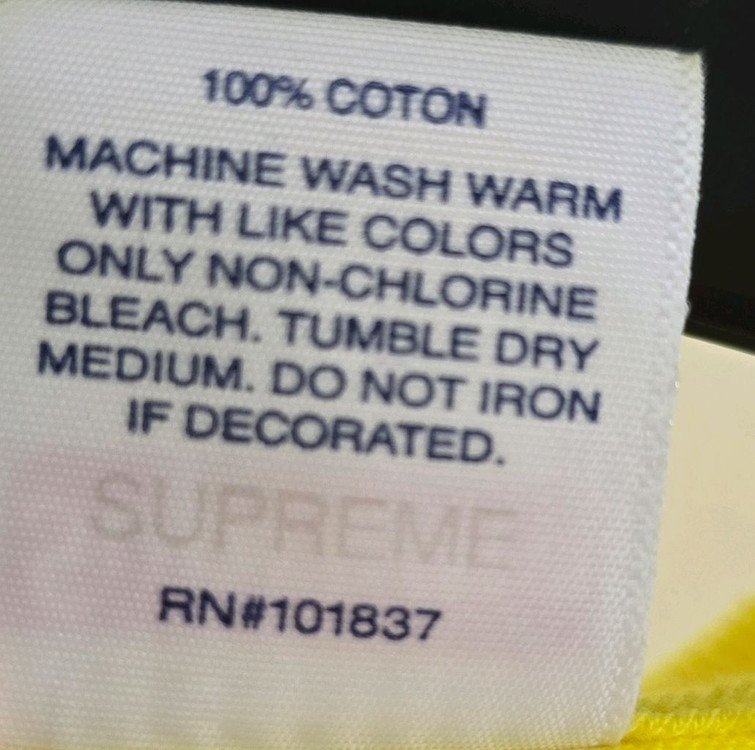 100% COTON
MACHINE WASH WARM
WITH LIKE COLORS
ONLY NON-CHLORINE
BLEACH. TUMBLE DRY
MEDIUM. DO NOT IRON
IF DECORATED.
SUPREME
RN#101837